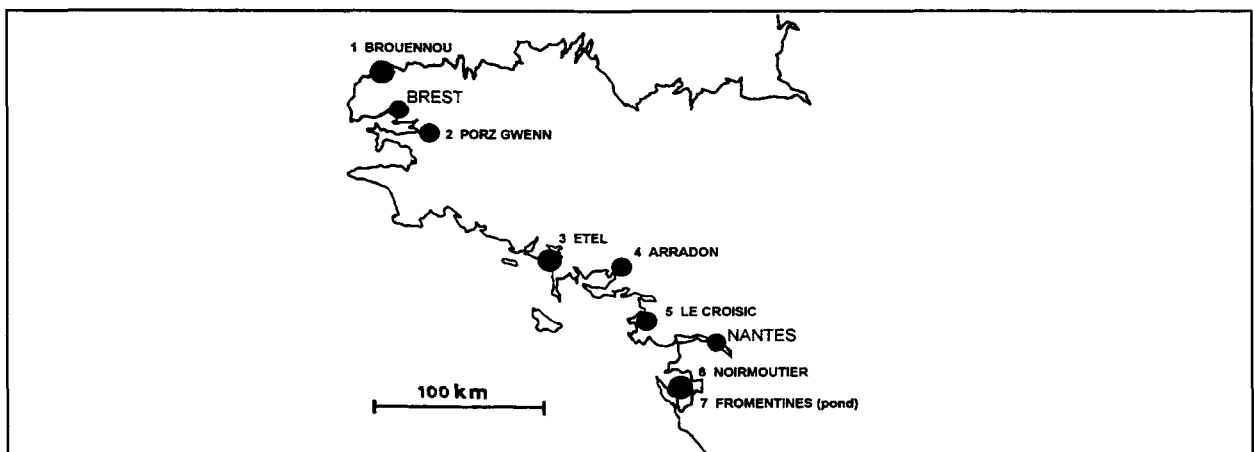 1 BROUENNOU
BREST
2 PORZ GWENN
3 ETEL
4 ARRADON
5 LE CROISIC
NANTES
6 NOIRMOUTIER
100 km
7 FROMENTINES (pond)